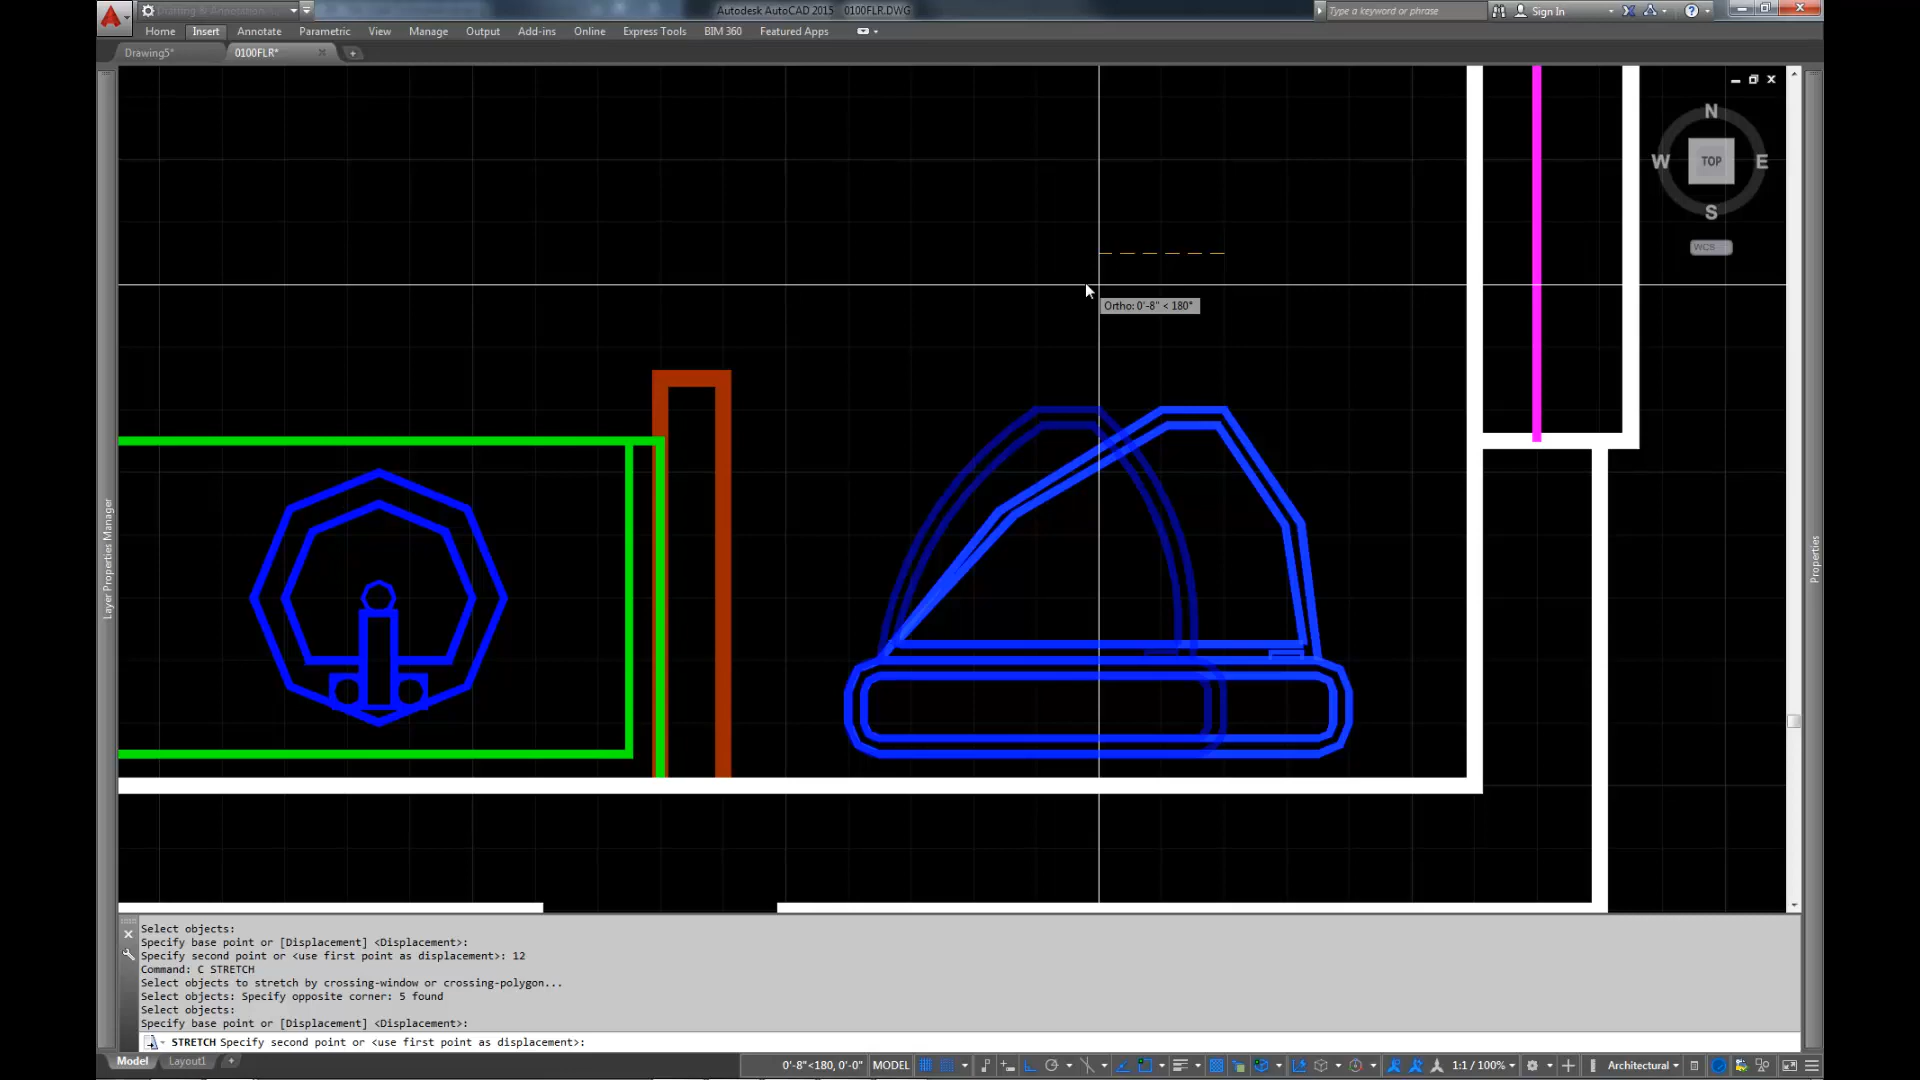 Drafting & Annotation
Autodesk AutoCAD 2015 0100FLR.DWG
Type a keyword or phrase
Sign In
Home Insert Annotate Parametric View Manage Output Add-ins Online Express Tools BIM 360 Featured Apps
Drawing5* 0100FLR*
N
W TOP E
S
WCS
Ortho: 0'-8" < 180°
Layer Properties Manager
Properties
Select objects:
Specify base point or [Displacement] <Displacement>:
Specify second point or <use first point as displacement>: 12
Command: C STRETCH
Select objects to stretch by crossing-window or crossing-polygon...
Select objects: Specify opposite corner: 5 found
Select objects:
Specify base point or [Displacement] <Displacement>:
STRETCH Specify second point or <use first point as displacement>:
Model Layout1 +
0'-8"<180, 0'-0" MODEL 1:1 / 100% Architectural